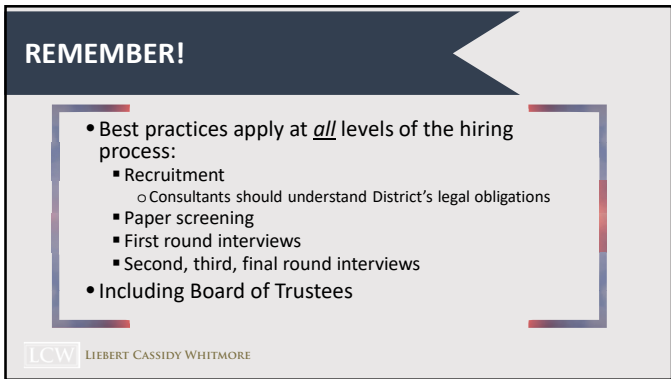 REMEMBER!
• Best practices apply at all levels of the hiring
process:
▪ Recruitment
o Consultants should understand District's legal obligations
▪ Paper screening
▪ First round interviews
▪ Second, third, final round interviews
• Including Board of Trustees
LCW LIEBERT CASSIDY WHITMORE